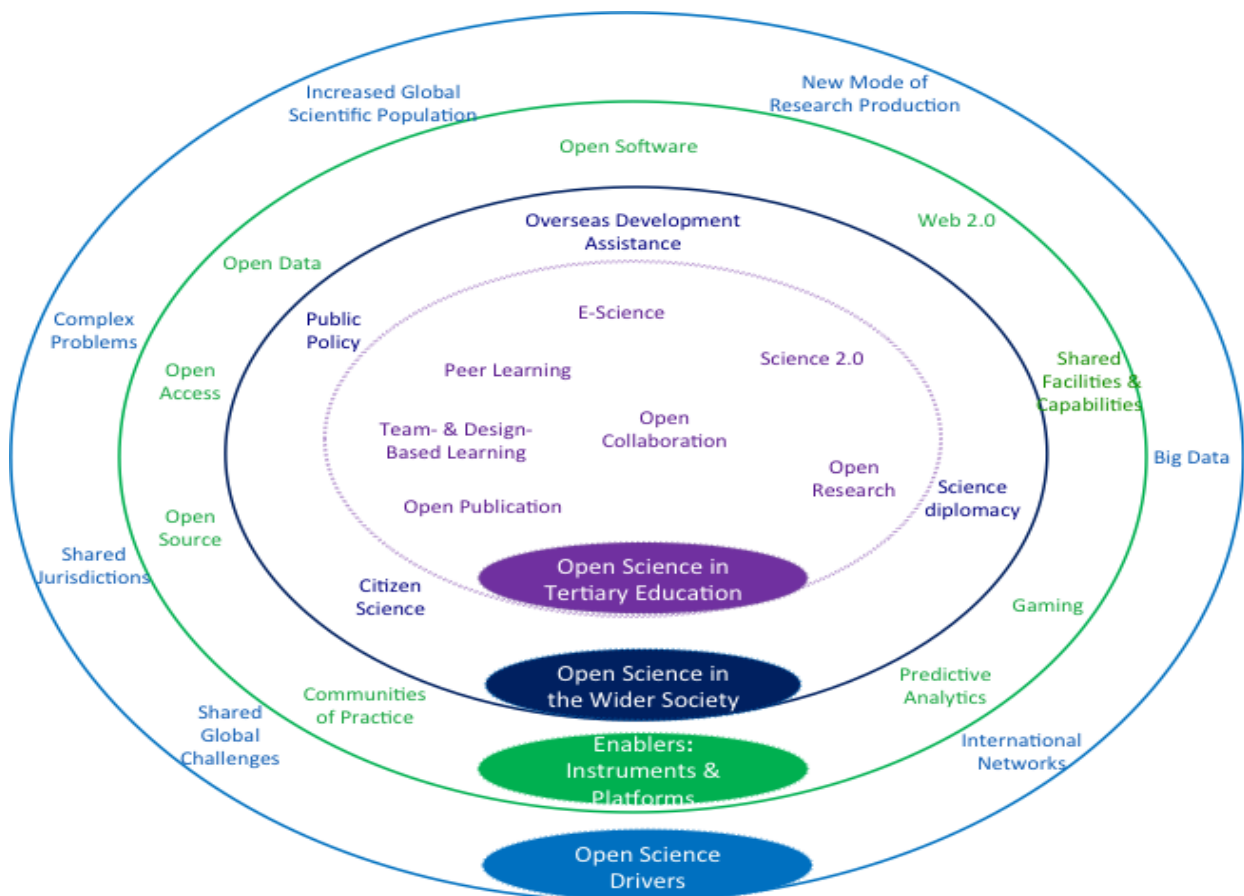 Increased Global
Scientific Population
New Mode of
Research Production
Open Software
Web 2.0
Overseas Development
Assistance
Open Data
Public
Policy
Complex
Problems
E-Science
Science 2.0
Peer Learning
Open
Access
Shared
Facilities &
Capabilities
Team- & Design-
Based Learning
Open
Collaboration
Big Data
Open
Research
Science
diplomacy
Open Publication
Open
Source
Shared
Jurisdictions
Open Science in
Tertiary Education
Citizen
Science
Gaming
Open Science in
the Wider Society
Predictive
Analytics
Communities
of Practice
Shared
Global
Challenges
International
Networks
Enablers:
Instruments &
Platforms
Open Science
Drivers